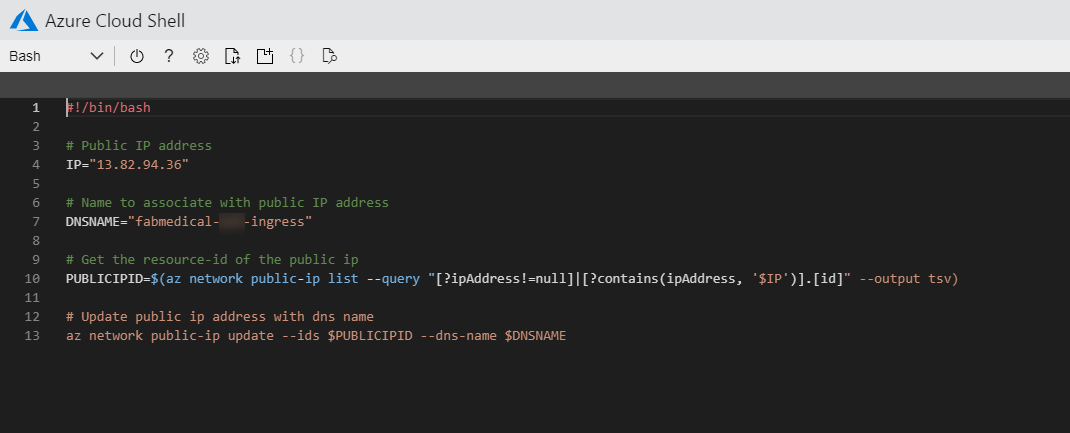 Azure Cloud Shell
Bash
?
{}
1 #!/bin/bash
2
3 # Public IP address
4 IP="13.82.94.36"
5
6 # Name to associate with public IP address
7 DNSNAME="fabmedical- -ingress"
8
9 # Get the resource-id of the public ip
10 PUBLICIPID=$(az network public-ip list --query "[?ipAddress!=null]|[?contains(ipAddress, '$IP')].[id]" --output tsv)
11
12 # Update public ip address with dns name
13 az network public-ip update --ids $PUBLICIPID --dns-name $DNSNAME